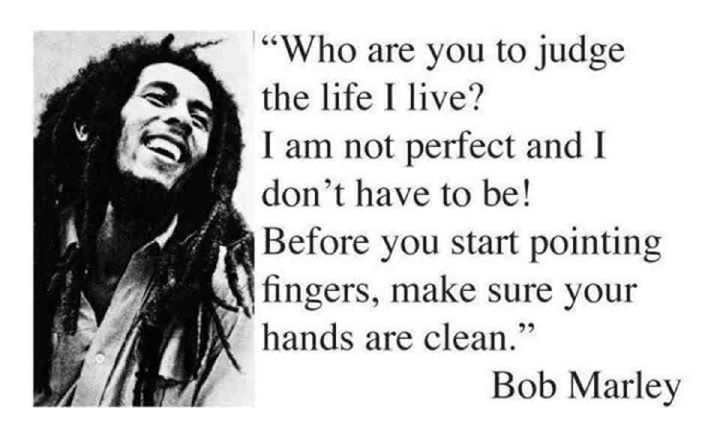 “Who are you to judge
the life I live?
I am not perfect and I
don’t have to be!
Before you start pointing
fingers, make sure your
hands are clean.”
Bob Marley